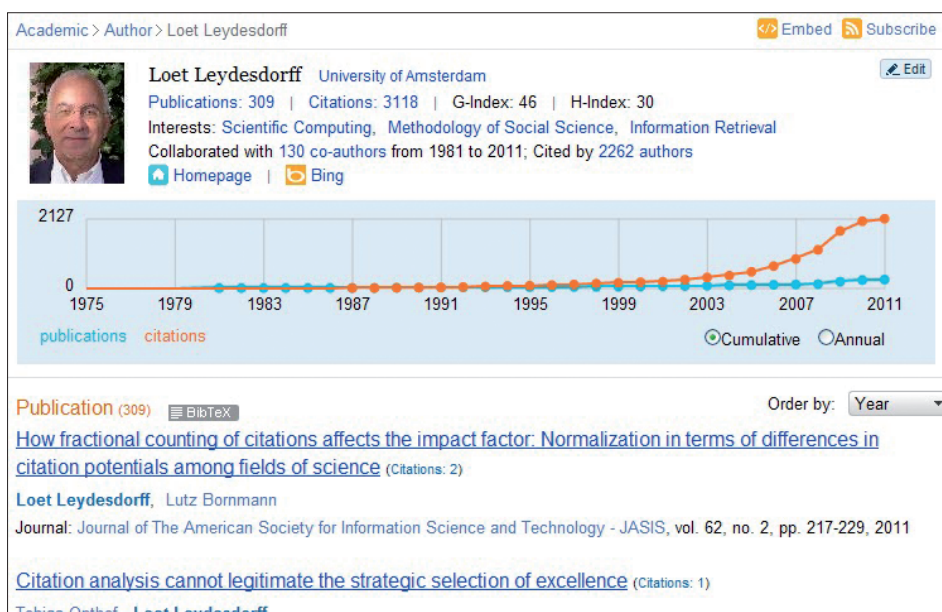 Academic > Author > Loet Leydesdorff
Embed Subscribe
Loet Leydesdorff University of Amsterdam
Edit
Publications: 309 | Citations: 3118 | G-Index: 46 | H-Index: 30
Interests: Scientific Computing, Methodology of Social Science, Information Retrieval
Collaborated with 130 co-authors from 1981 to 2011; Cited by 2262 authors
Homepage | Bing
2127
0
1975 1979 1983 1987 1991 1995 1999 2003 2007 2011
publications citations
Cumulative Annual
Publication (309) BibTeX
Order by: Year
How fractional counting of citations affects the impact factor: Normalization in terms of differences in
citation potentials among fields of science (Citations: 2)
Loet Leydesdorff, Lutz Bornmann
Journal: Journal of The American Society for Information Science and Technology - JASIS, vol. 62, no. 2, pp. 217-229, 2011
Citation analysis cannot legitimate the strategic selection of excellence (Citations: 1)
Tobias Opthof, Loet Leydesdorff